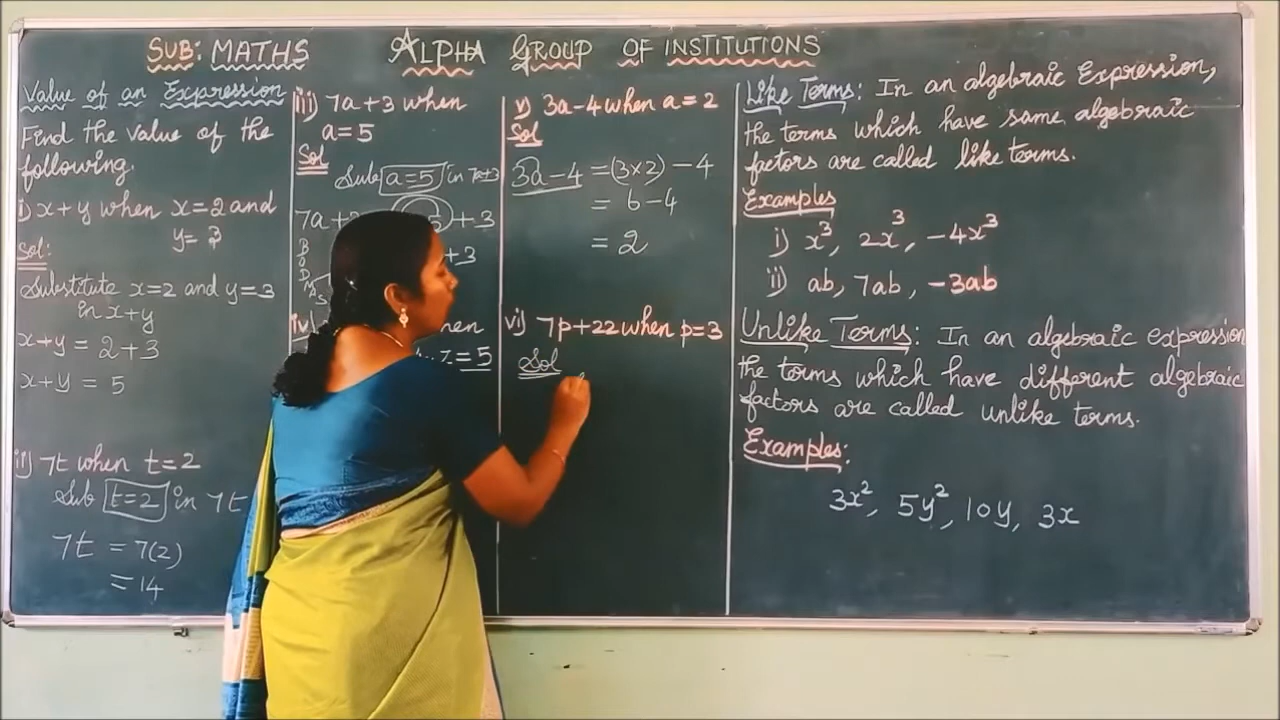 SUB: MATHS ALPHA GROUP OF INSTITUTIONS
Value of an Expression
Find the value of the
following.
i) x+y when x=2 and
y=3
Sol:
Substitute x=2 and y=3
in x+y
x+y = 2+3
x+y = 5
ii) 7t when t=2
Sub t=2 in 7t
7t = 7(2)
= 14
iii) 7a+3 when
a=5
Sol
Sub a=5 in 7a+3
7a+ +3
B
O
D
M
A
S
+3
iv)
z=5
v) 3a-4 when a=2
Sol
3a-4 = (3×2) -4
= 6-4
= 2
vi) 7p+22 when p=3
Sol
Like Terms: In an algebraic Expression,
the terms which have same algebraic
factors are called like terms.
Examples
i) x³, 2x³, -4x³
ii) ab, 7ab, -3ab
Unlike Terms: In an algebraic expression
the terms which have different algebraic
factors are called unlike terms.
Examples:
3x², 5y², 10y, 3x